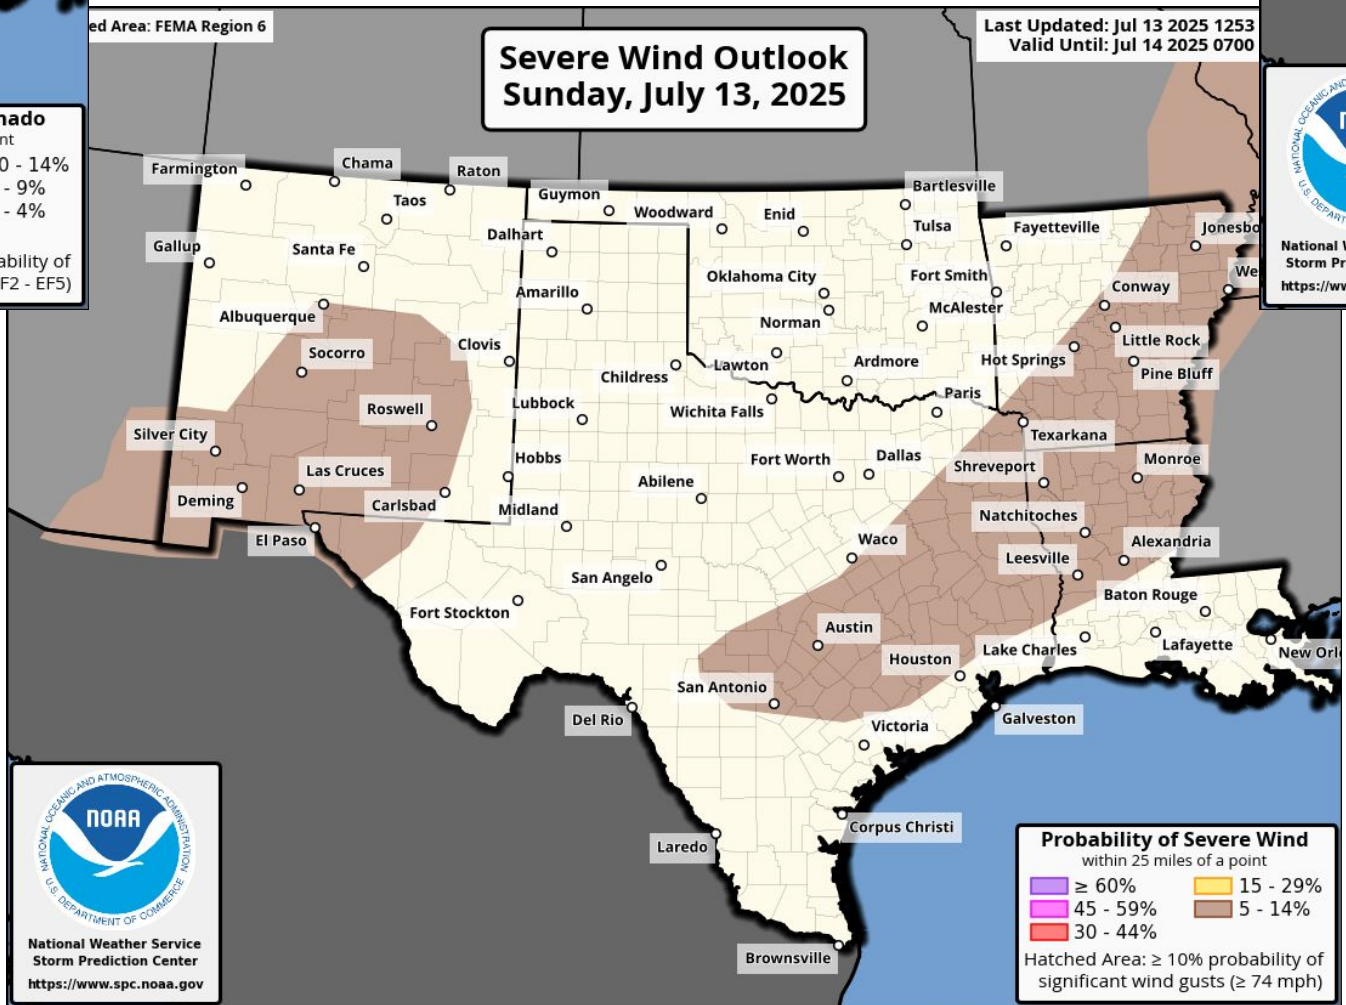 ed Area: FEMA Region 6
Severe Wind Outlook
Sunday, July 13, 2025
Last Updated: Jul 13 2025 1253
Valid Until: Jul 14 2025 0700
nado
nt
0 - 14%
- 9%
- 4%
ability of
F2 - EF5)
Farmington
Chama
Raton
Taos
Guymon
Woodward
Enid
Bartlesville
Tulsa
Fayetteville
Jonesbo
Gallup
Santa Fe
Dalhart
Oklahoma City
Fort Smith
We
Conway
Amarillo
Albuquerque
Norman
McAlester
Little Rock
Socorro
Clovis
Childress
Lawton
Ardmore
Hot Springs
Pine Bluff
Roswell
Lubbock
Wichita Falls
Paris
Texarkana
Silver City
Las Cruces
Hobbs
Abilene
Fort Worth
Dallas
Shreveport
Monroe
Deming
Carlsbad
Midland
Natchitoches
El Paso
San Angelo
Waco
Leesville
Alexandria
Fort Stockton
Austin
Baton Rouge
Houston
Lake Charles
Lafayette
New Orl
San Antonio
Del Rio
Victoria
Galveston
Laredo
Corpus Christi
Brownsville
NATIONAL OCEANIC AND ATMOSPHERIC ADMINISTRATION
NOAA
U.S. DEPARTMENT OF COMMERCE
National Weather Service
Storm Prediction Center
https://www.spc.noaa.gov
Probability of Severe Wind
within 25 miles of a point
≥ 60%
15 - 29%
45 - 59%
5 - 14%
30 - 44%
Hatched Area: ≥ 10% probability of
significant wind gusts (≥ 74 mph)
National W
Storm Pr
https://ww